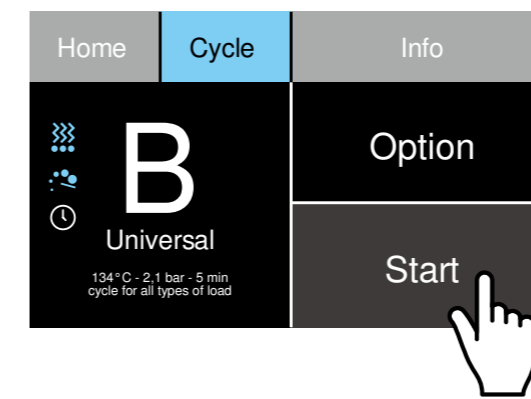 Home Cycle Info
B
Option
Universal
134°C - 2,1 bar - 5 min
cycle for all types of load
Start